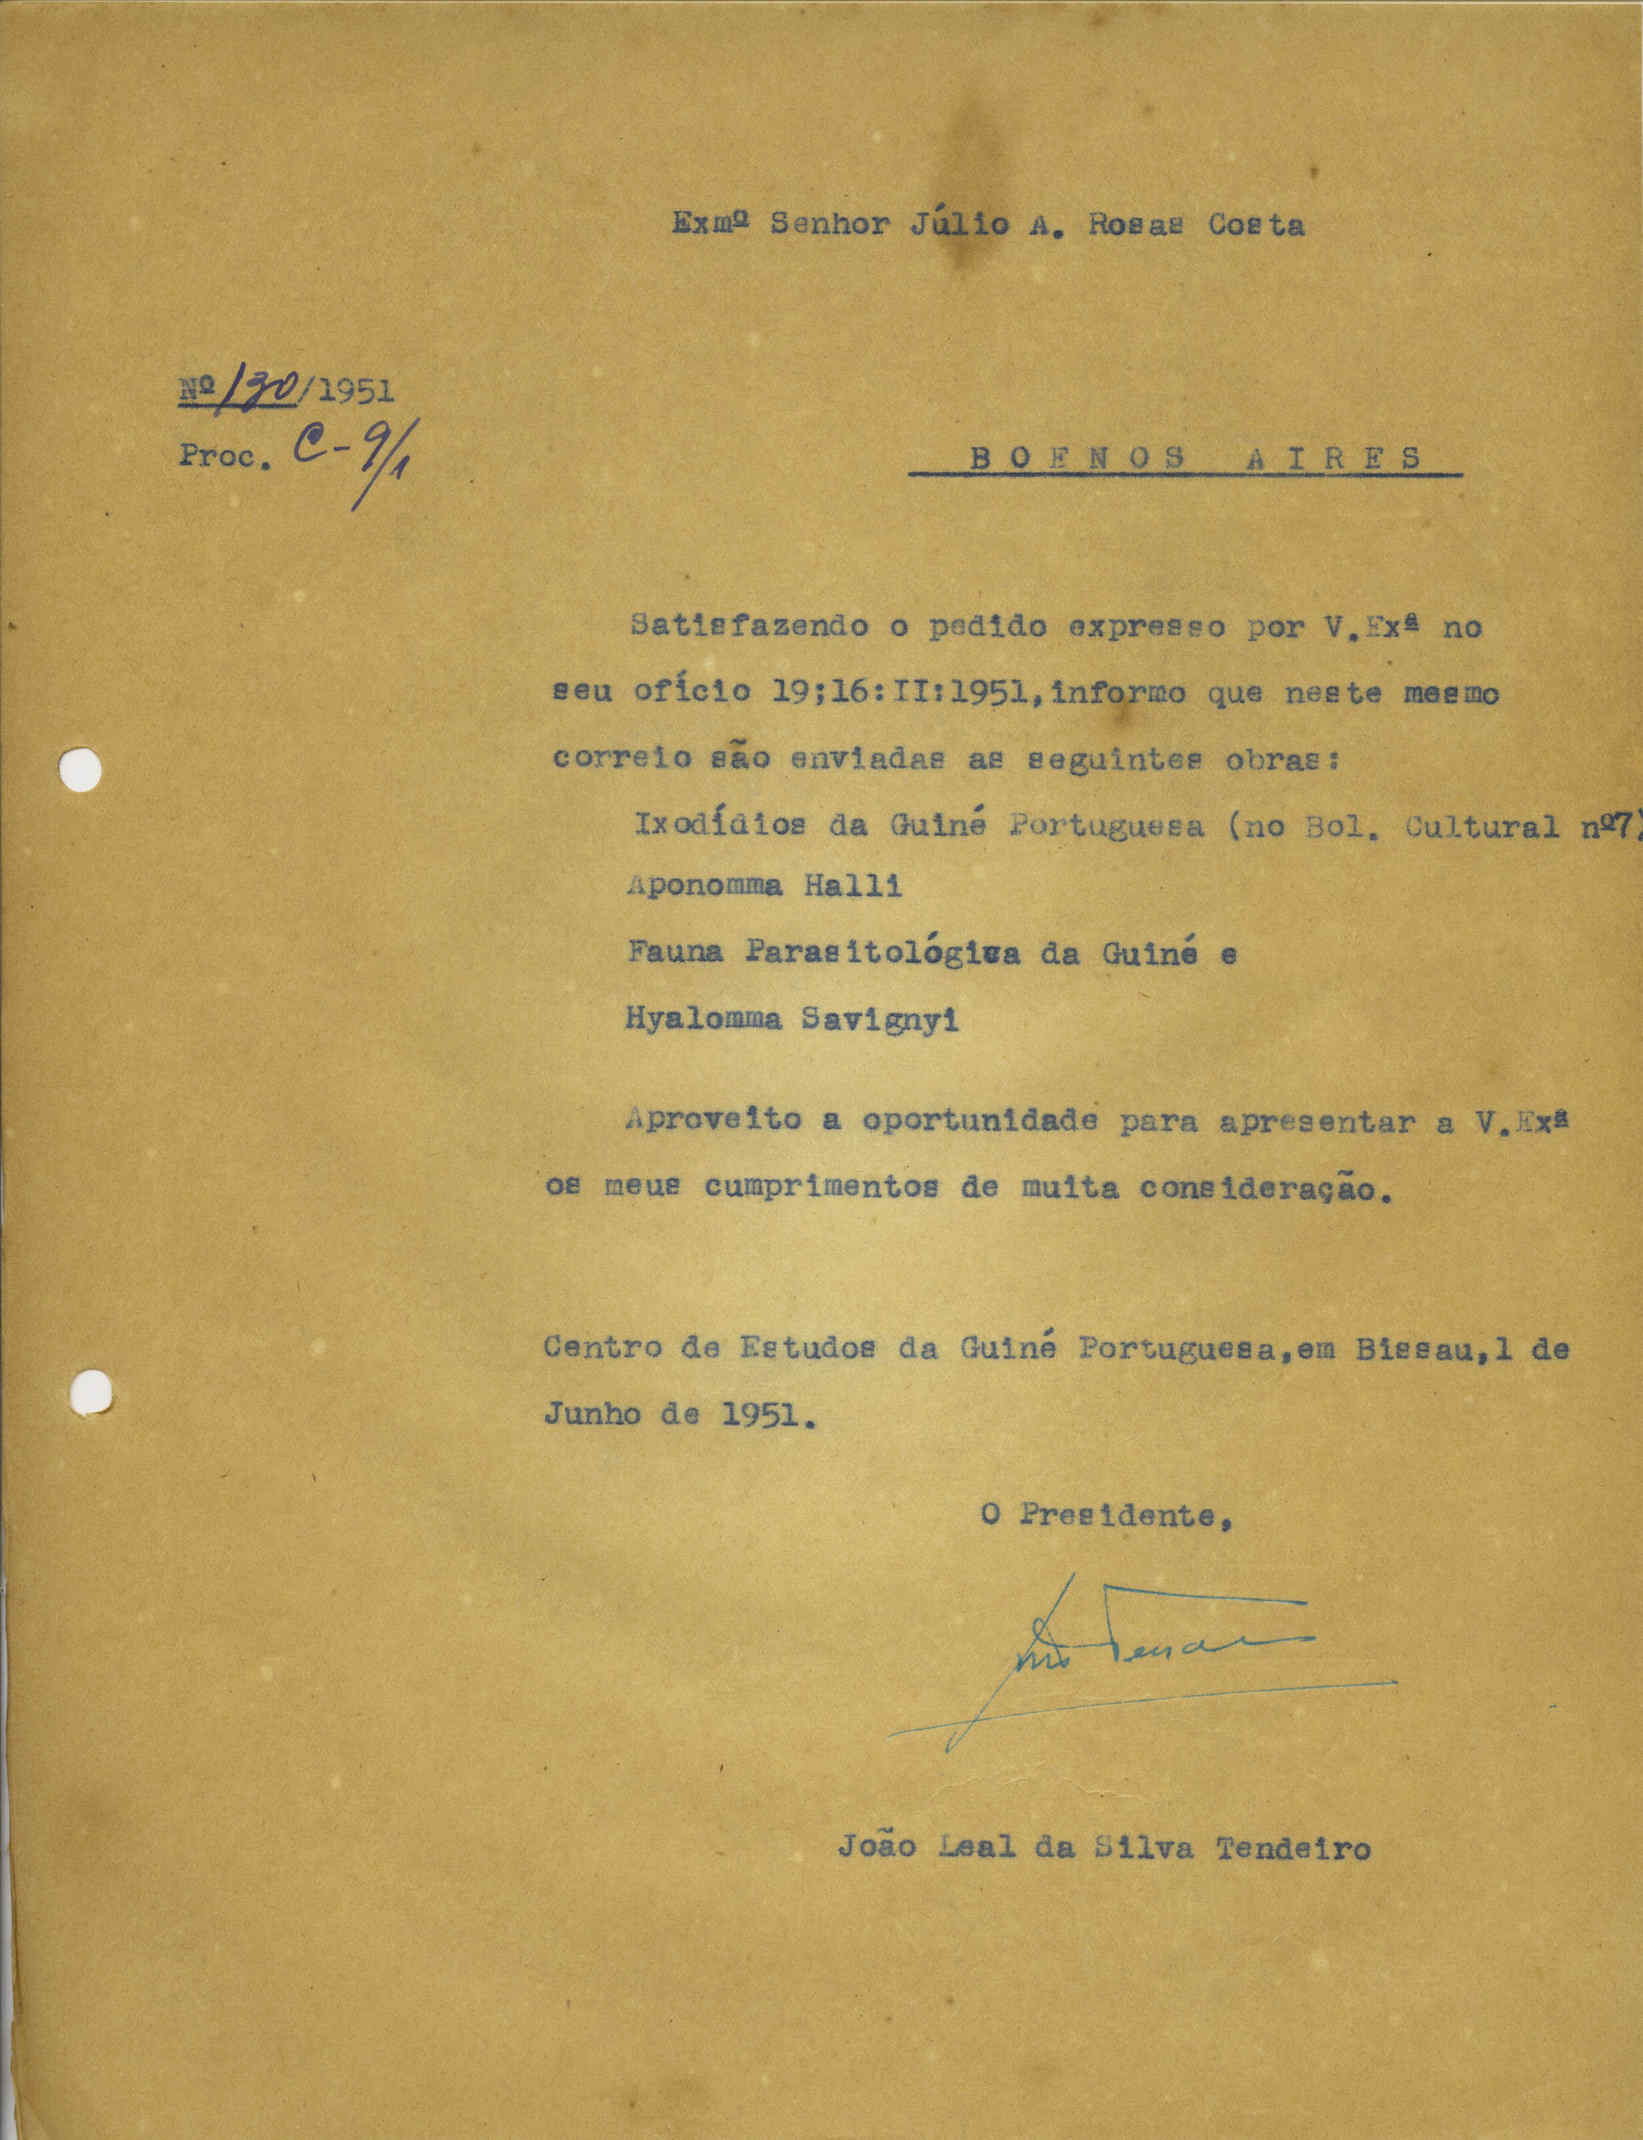 Exmº Senhor Júlio A. Rosas Costa
Nº 130/1951
Proc. C-9/1
BOENOS AIRES
Satisfazendo o pedido expresso por V.Exª no
seu ofício 19;16:II:1951,informo que neste mesmo
correio são enviadas as seguintes obras:
Ixodídios da Guiné Portuguesa (no Bol. Cultural nº7)
Aponomma Halli
Fauna Parasitológica da Guiné e
Hyalomma Savignyi
Aproveito a oportunidade para apresentar a V.Exª
os meus cumprimentos de muita consideração.
Centro de Estudos da Guiné Portuguesa,em Bissau,1 de
Junho de 1951.
O Presidente,
João Leal da Silva Tendeiro